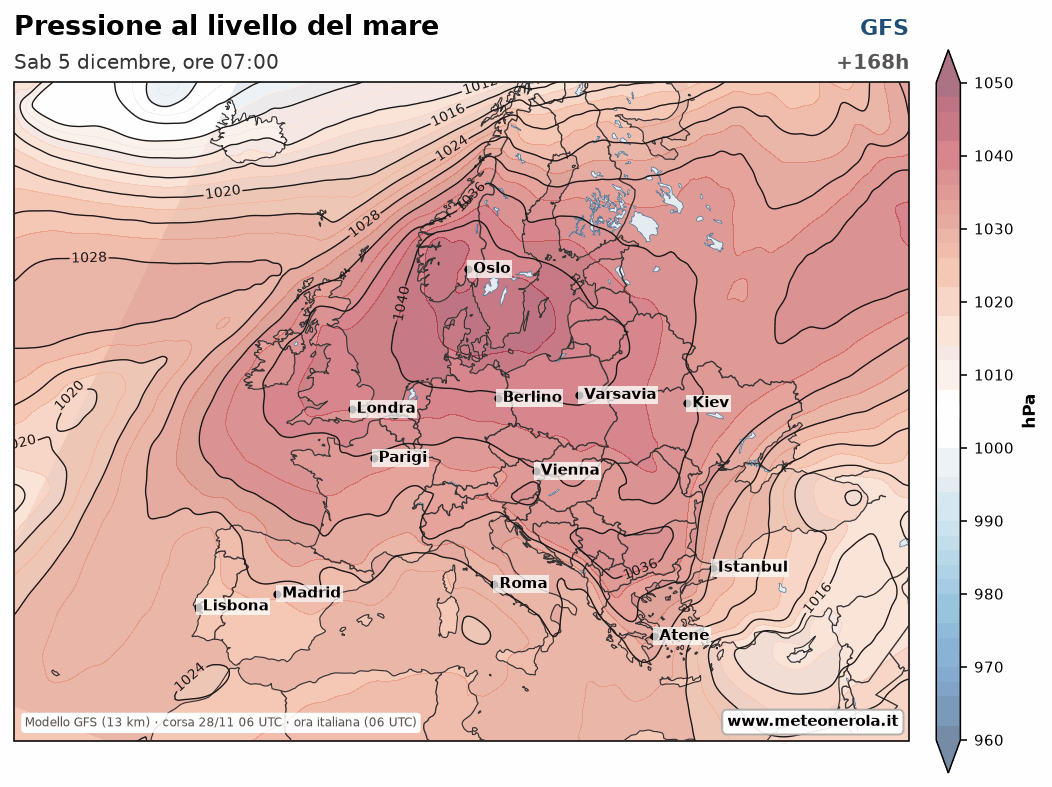 Pressione al livello del mare
GFS
Sab 5 dicembre, ore 07:00
+168h
1012
1016
1024
1020
1036
1028
1028
1040
1020
020
Oslo
Londra
Berlino
Varsavia
Kiev
Parigi
Vienna
Istanbul
1036
Roma
Madrid
Lisbona
1016
Atene
1024
Modello GFS (13 km) · corsa 28/11 06 UTC · ora italiana (06 UTC)
www.meteonerola.it
1050
1040
1030
1020
1010
1000
990
980
970
960
hPa